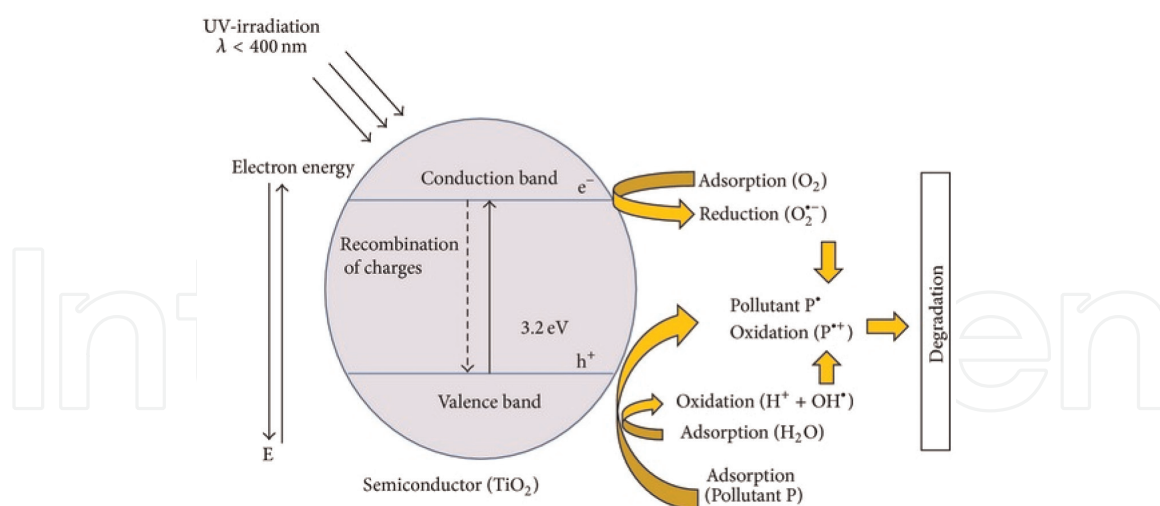 UV-irradiation
λ < 400 nm
Electron energy
E
Conduction band
e⁻
Recombination
of charges
3.2 eV
h⁺
Valence band
Semiconductor (TiO₂)
Adsorption (O₂)
Reduction (O₂•⁻)
Pollutant P•
Oxidation (P•⁺)
Oxidation (H⁺ + OH•)
Adsorption (H₂O)
Adsorption
(Pollutant P)
Degradation